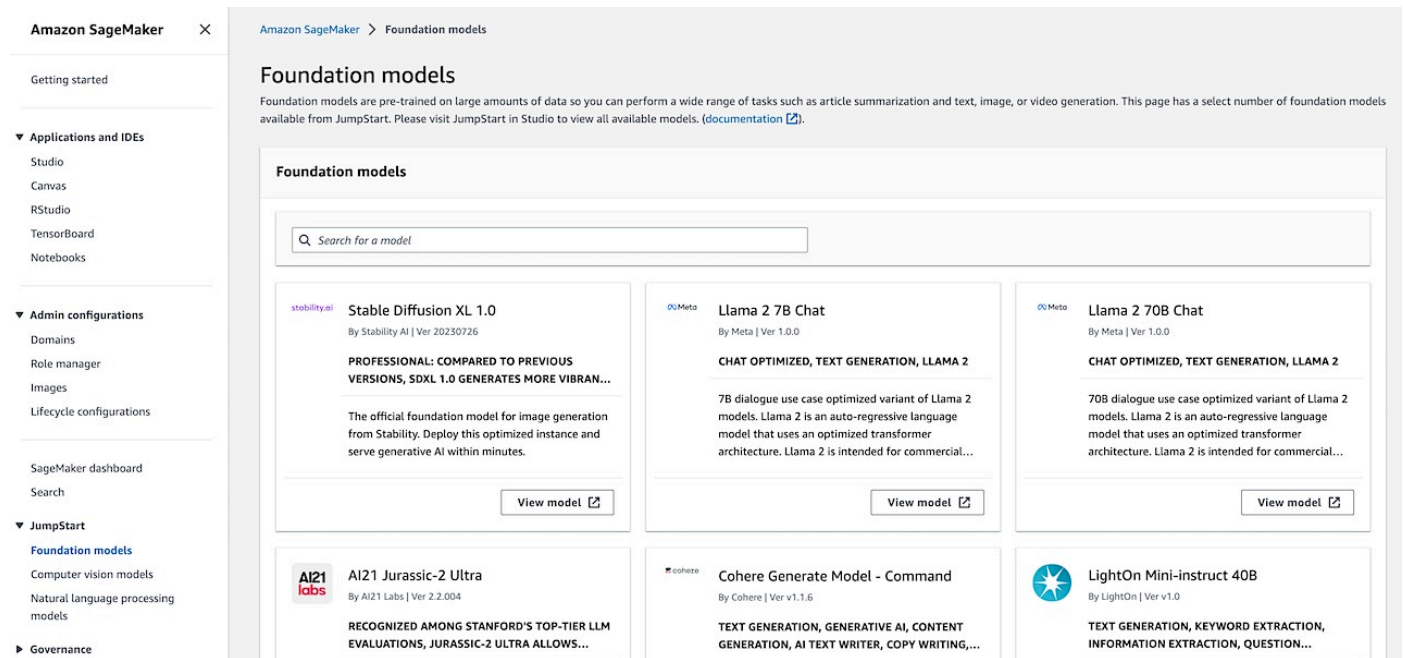 Amazon SageMaker
Getting started
Applications and IDEs
Studio
Canvas
RStudio
TensorBoard
Notebooks
Admin configurations
Domains
Role manager
Images
Lifecycle configurations
SageMaker dashboard
Search
JumpStart
Foundation models
Computer vision models
Natural language processing
models
Governance
Amazon SageMaker > Foundation models
Foundation models
Foundation models are pre-trained on large amounts of data so you can perform a wide range of tasks such as article summarization and text, image, or video generation. This page has a select number of foundation models
available from JumpStart. Please visit JumpStart in Studio to view all available models. (documentation).
Foundation models
Search for a model
stability.ai
Stable Diffusion XL 1.0
By Stability AI | Ver 20230726
PROFESSIONAL: COMPARED TO PREVIOUS
VERSIONS, SDXL 1.0 GENERATES MORE VIBRAN...
The official foundation model for image generation
from Stability. Deploy this optimized instance and
serve generative AI within minutes.
View model
Meta
Llama 2 7B Chat
By Meta | Ver 1.0.0
CHAT OPTIMIZED, TEXT GENERATION, LLAMA 2
7B dialogue use case optimized variant of Llama 2
models. Llama 2 is an auto-regressive language
model that uses an optimized transformer
architecture. Llama 2 is intended for commercial...
View model
Meta
Llama 2 70B Chat
By Meta | Ver 1.0.0
CHAT OPTIMIZED, TEXT GENERATION, LLAMA 2
70B dialogue use case optimized variant of Llama 2
models. Llama 2 is an auto-regressive language
model that uses an optimized transformer
architecture. Llama 2 is intended for commercial...
View model
AI21
labs
AI21 Jurassic-2 Ultra
By AI21 Labs | Ver 2.2.004
RECOGNIZED AMONG STANFORD'S TOP-TIER LLM
EVALUATIONS, JURASSIC-2 ULTRA ALLOWS...
cohere
Cohere Generate Model - Command
By Cohere | Ver v1.1.6
TEXT GENERATION, GENERATIVE AI, CONTENT
GENERATION, AI TEXT WRITER, COPY WRITING,...
LightOn Mini-instruct 40B
By LightOn | Ver v1.0
TEXT GENERATION, KEYWORD EXTRACTION,
INFORMATION EXTRACTION, QUESTION...